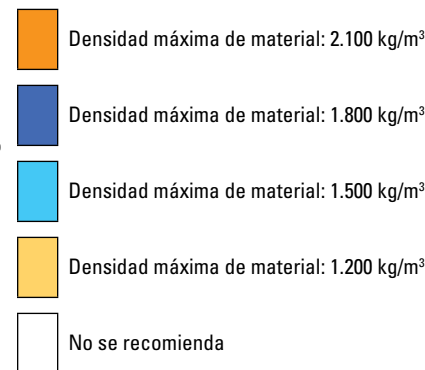 Densidad máxima de material: 2.100 kg/m³
Densidad máxima de material: 1.800 kg/m³
Densidad máxima de material: 1.500 kg/m³
Densidad máxima de material: 1.200 kg/m³
No se recomienda